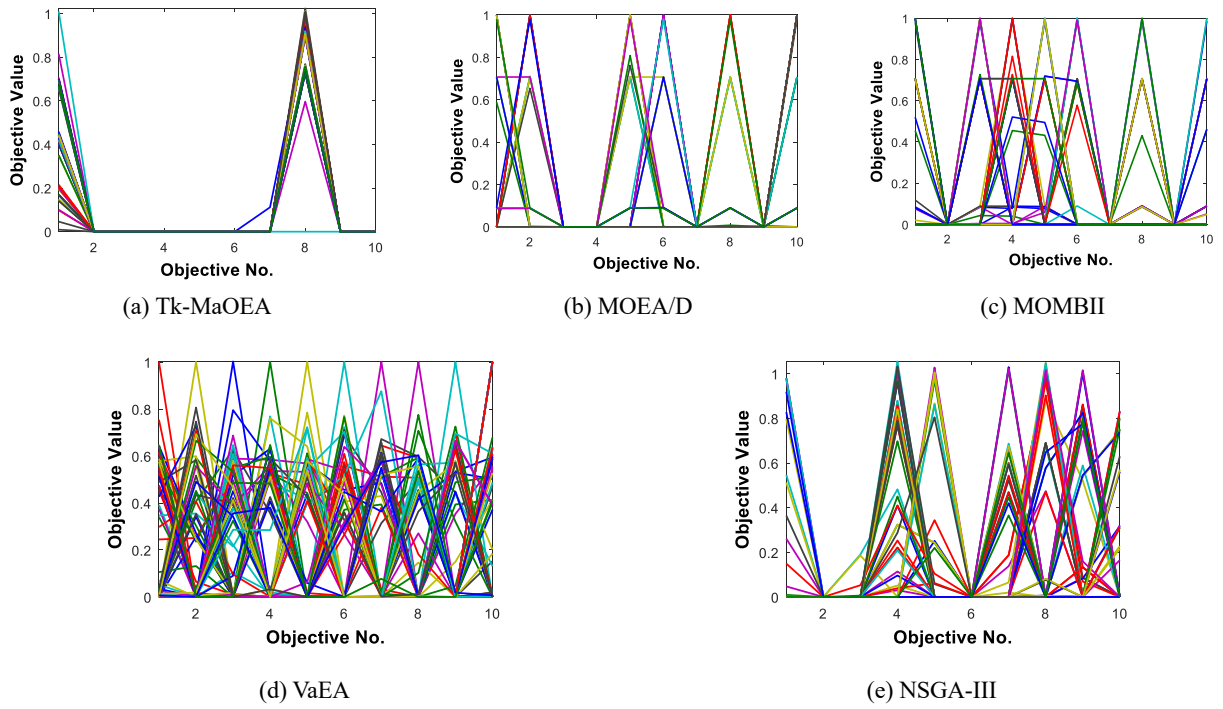 1
0.8
0.6
0.4
0.2
0
2 4 6 8 10
Objective Value
Objective No.
(a) Tk-MaOEA
1
0.8
0.6
0.4
0.2
0
2 4 6 8 10
Objective Value
Objective No.
(b) MOEA/D
1
0.8
0.6
0.4
0.2
0
2 4 6 8 10
Objective Value
Objective No.
(c) MOMBII
1
0.8
0.6
0.4
0.2
0
2 4 6 8 10
Objective Value
Objective No.
(d) VaEA
1
0.8
0.6
0.4
0.2
0
2 4 6 8 10
Objective Value
Objective No.
(e) NSGA-III